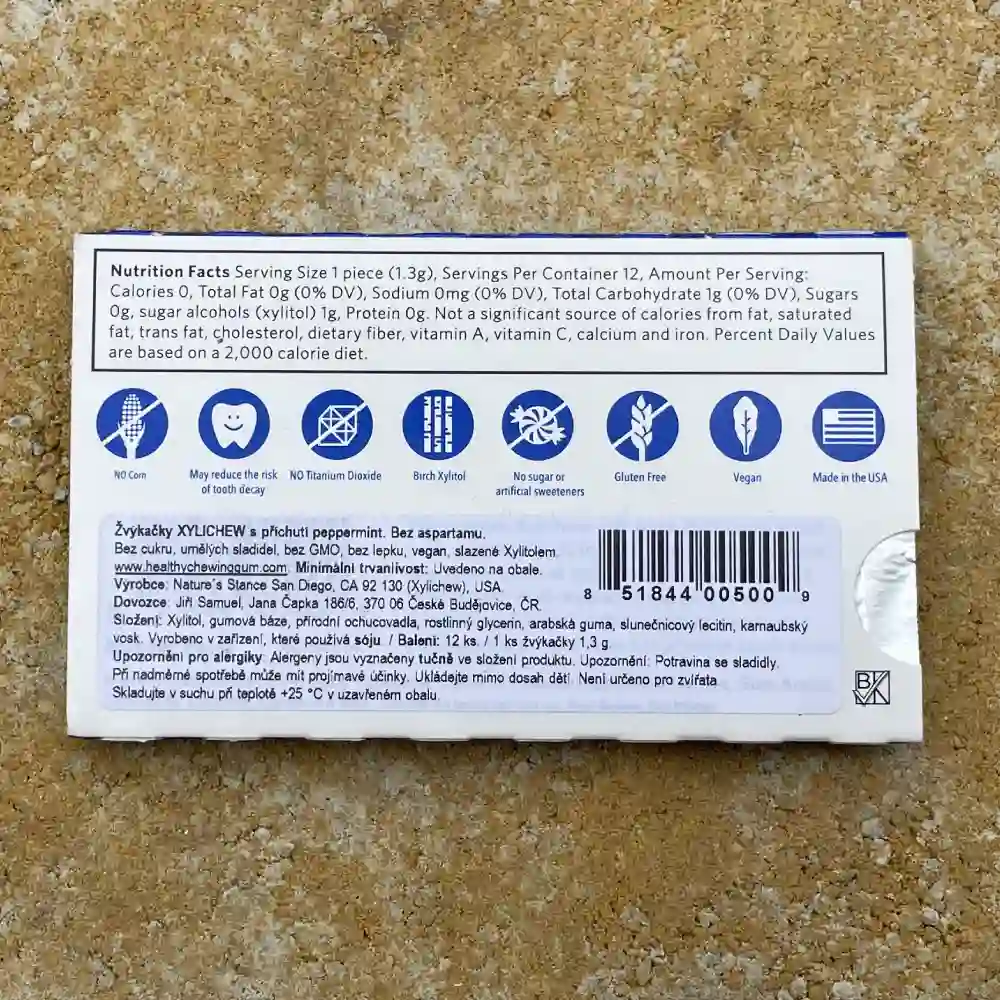 Nutrition Facts Serving Size 1 piece (1.3g), Servings Per Container 12, Amount Per Serving:
Calories 0, Total Fat 0g (0% DV), Sodium 0mg (0% DV), Total Carbohydrate 1g (0% DV), Sugars
0g, sugar alcohols (xylitol) 1g, Protein 0g. Not a significant source of calories from fat, saturated
fat, trans fat, cholesterol, dietary fiber, vitamin A, vitamin C, calcium and iron. Percent Daily Values
are based on a 2,000 calorie diet.
NO Corn
May reduce the risk
of tooth decay
NO Titanium Dioxide
Birch Xylitol
No sugar or
artificial sweeteners
Gluten Free
Vegan
Made in the USA
Žvýkačky XYLICHEW s příchutí peppermint. Bez aspartamu.
Bez cukru, umělých sladidel, bez GMO, bez lepku, vegan, slazené Xylitolem.
www.healthychewinggum.com. Minimální trvanlivost: Uvedeno na obale.
Výrobce: Nature´s Stance San Diego, CA 92 130 (Xylichew), USA.
Dovozce: Jiří Samuel, Jana Čapka 186/6, 370 06 České Budějovice, ČR.
Složení: Xylitol, gumová báze, přírodní ochucovadla, rostlinný glycerin, arabská guma, slunečnicový lecitin, karnaubský
vosk. Vyrobeno v zařízení, které používá sóju. / Balení: 12 ks. / 1 ks žvýkačky 1,3 g.
Upozornění pro alergiky: Alergeny jsou vyznačeny tučně ve složení produktu. Upozornění: Potravina se sladidly.
Při nadměrné spotřebě může mít projímavé účinky. Ukládejte mimo dosah dětí. Není určeno pro zvířata.
Skladujte v suchu při teplotě +25 °C v uzavřeném obalu.
8 51844 00500 9
BK